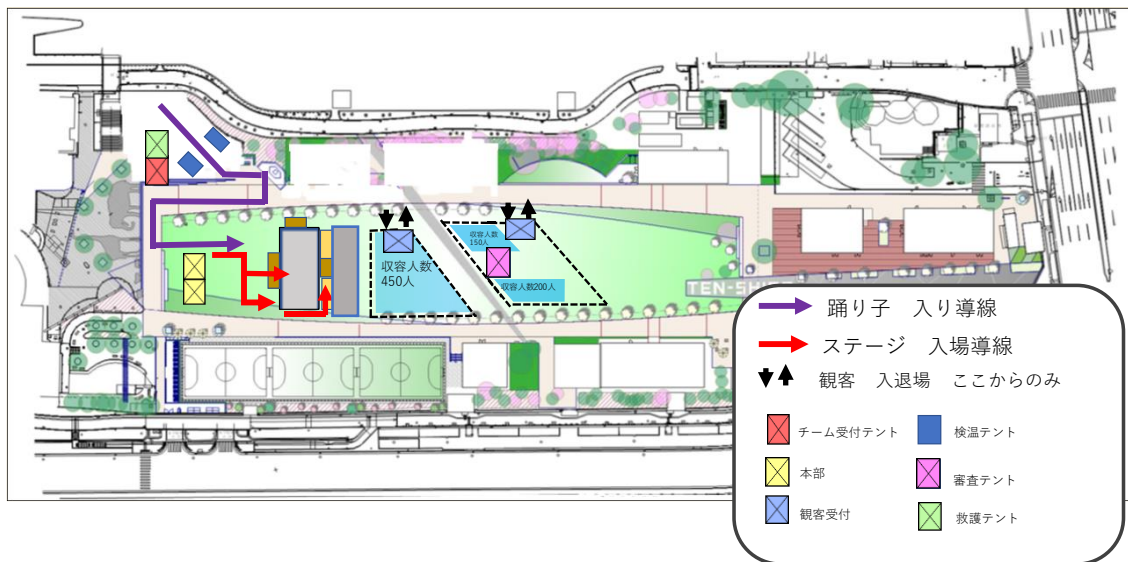 収容人数
150人
収容人数
450人
収容人数200人
TEN-SHI
踊り子 入り導線
ステージ 入場導線
観客 入退場 ここからのみ
チーム受付テント
検温テント
本部
審査テント
観客受付
救護テント